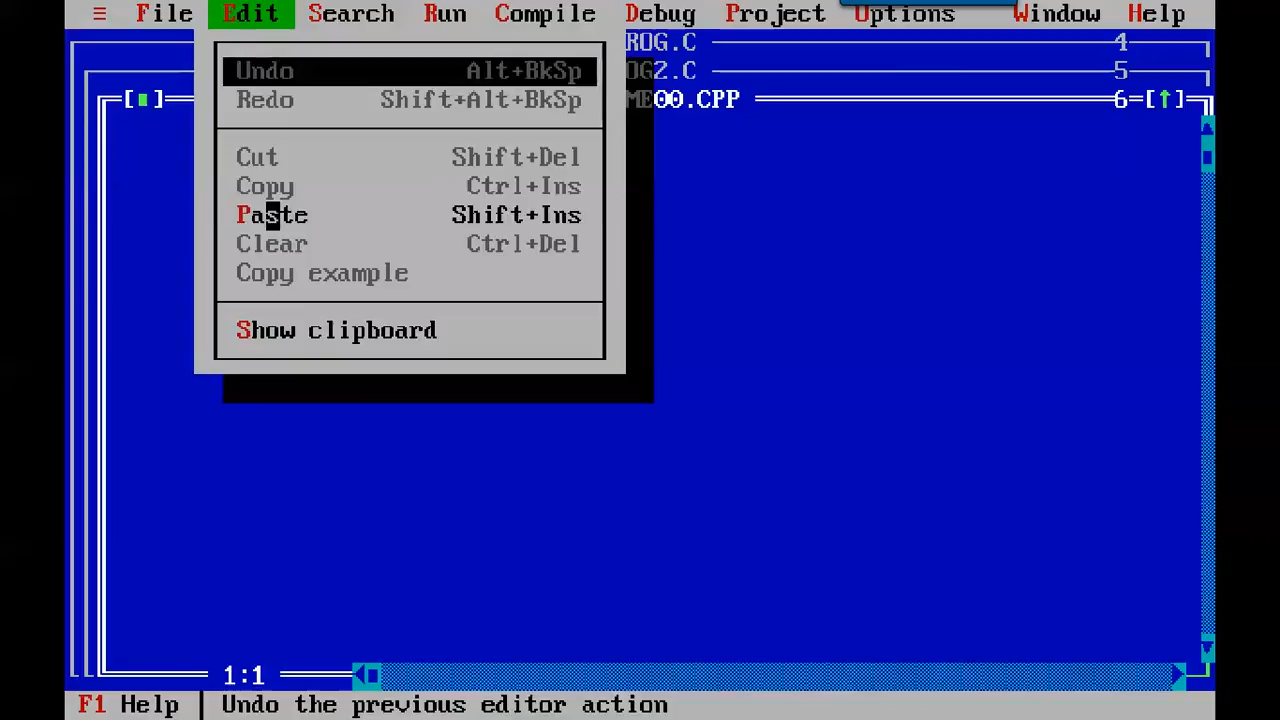 ≡ File Edit Search Run Compile Debug Project Options Window Help
ROG.C 4
Undo Alt+BkSp OG2.C 5
Redo Shift+Alt+BkSp ME00.CPP 6=[↑]
Cut Shift+Del
Copy Ctrl+Ins
Paste Shift+Ins
Clear Ctrl+Del
Copy example
Show clipboard
1:1
F1 Help Undo the previous editor action